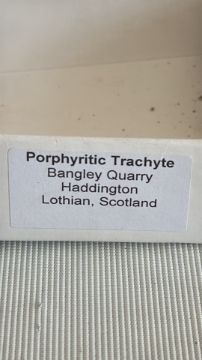 Porphyritic Trachyte
Bangley Quarry
Haddington
Lothian, Scotland